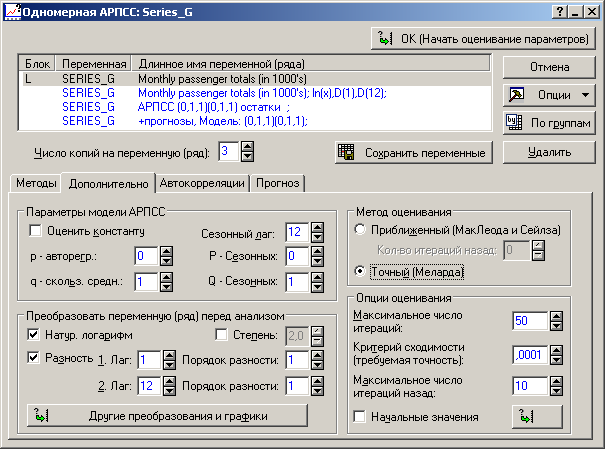 Одномерная АРПСС: Series_G
OK (Начать оценивание параметров)
Блок Переменная Длинное имя переменной (ряда)
L SERIES_G Monthly passenger totals (in 1000's)
SERIES_G Monthly passenger totals (in 1000's); ln(x),D(1),D(12);
SERIES_G АРПСС (0,1,1)(0,1,1) остатки ;
SERIES_G +прогнозы, Модель: (0,1,1)(0,1,1);
Отмена
Опции
По группам
Число копий на переменную (ряд): 3
Сохранить переменные
Удалить
Методы Дополнительно Автокорреляции Прогноз
Параметры модели АРПСС
Оценить константу
Сезонный лаг: 12
p - авторегр.: 0
P - Сезонных: 0
q - скольз. средн.: 1
Q - Сезонных: 1
Преобразовать переменную (ряд) перед анализом
Натур. логарифм
Степень: 2,0
Разность 1. Лаг: 1 Порядок разности: 1
2. Лаг: 12 Порядок разности: 1
Другие преобразования и графики
Метод оценивания
Приближенный (МакЛеода и Сейлза)
Кол-во итераций назад: 0
Точный (Меларда)
Опции оценивания
Максимальное число
итераций: 50
Критерий сходимости
(требуемая точность): ,0001
Максимальное число
итераций назад: 10
Начальные значения